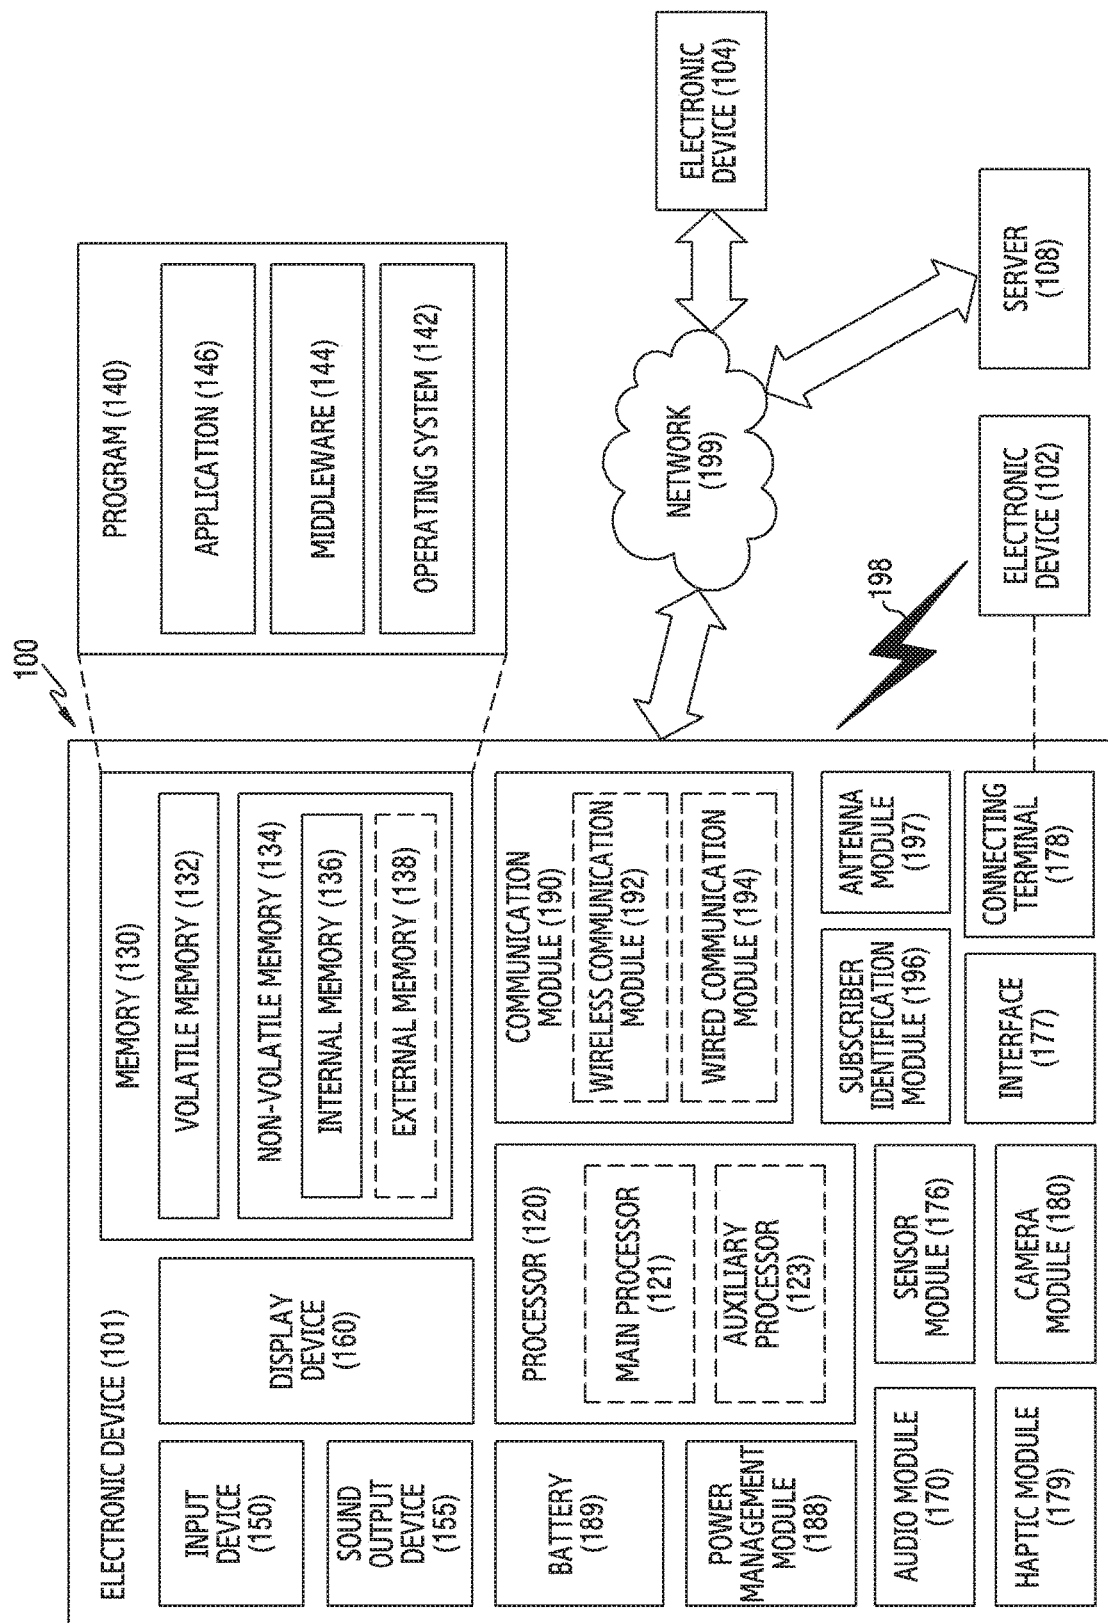 100
ELECTRONIC DEVICE (101)
INPUT
DEVICE
(150)
SOUND
OUTPUT
DEVICE
(155)
DISPLAY
DEVICE
(160)
MEMORY (130)
VOLATILE MEMORY (132)
NON-VOLATILE MEMORY (134)
INTERNAL MEMORY (136)
EXTERNAL MEMORY (138)
PROGRAM (140)
APPLICATION (146)
MIDDLEWARE (144)
OPERATING SYSTEM (142)
BATTERY
(189)
POWER
MANAGEMENT
MODULE
(188)
PROCESSOR (120)
MAIN PROCESSOR
(121)
AUXILIARY
PROCESSOR
(123)
COMMUNICATION
MODULE (190)
WIRELESS COMMUNICATION
MODULE (192)
WIRED COMMUNICATION
MODULE (194)
NETWORK
(199)
ELECTRONIC
DEVICE (104)
AUDIO MODULE
(170)
SENSOR
MODULE (176)
SUBSCRIBER
IDENTIFICATION
MODULE (196)
ANTENNA
MODULE
(197)
198
HAPTIC MODULE
(179)
CAMERA
MODULE (180)
INTERFACE
(177)
CONNECTING
TERMINAL
(178)
ELECTRONIC
DEVICE (102)
SERVER
(108)